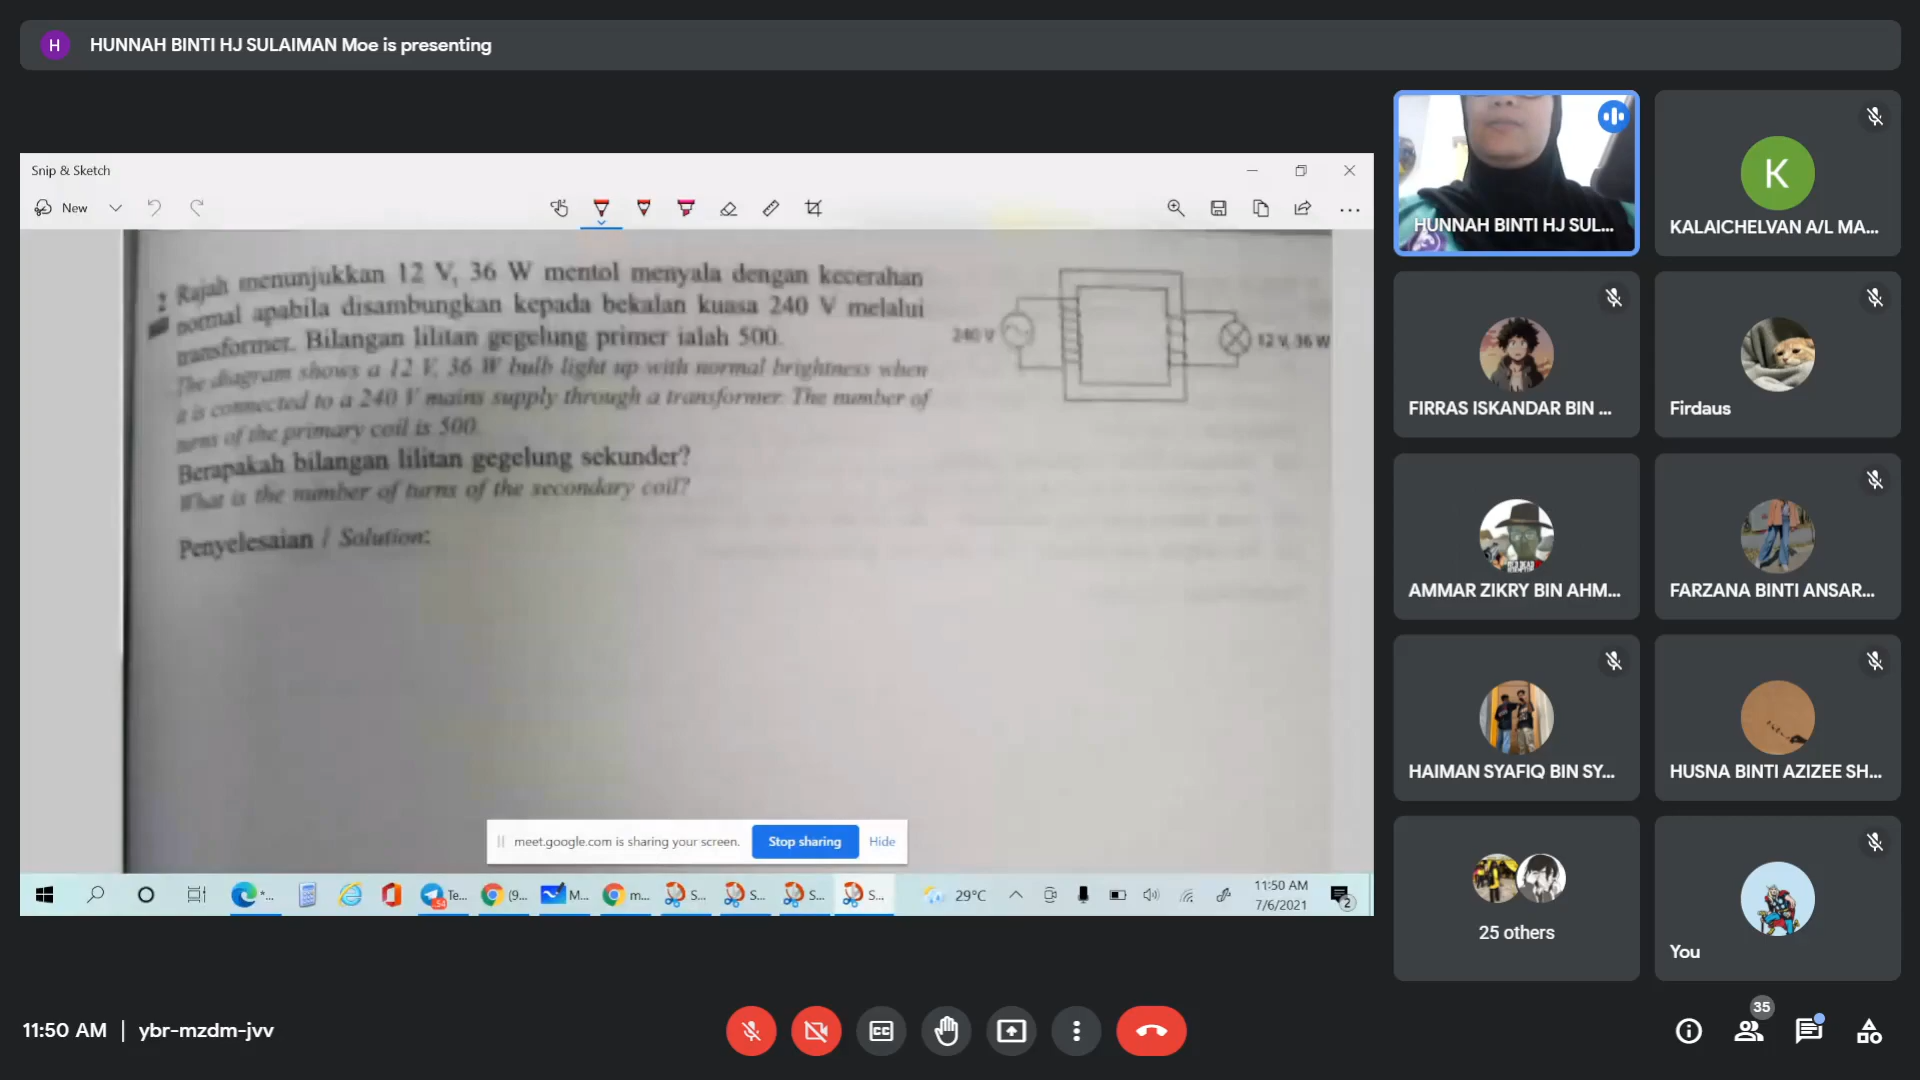 H
HUNNAH BINTI HJ SULAIMAN Moe is presenting
Snip & Sketch
New
Rajah menunjukkan 12 V, 36 W mentol menyala dengan kecerahan
normal apabila disambungkan kepada bekalan kuasa 240 V melalui
transformer. Bilangan lilitan gegelung primer ialah 500.
The diagram shows a 12 V, 36 W bulb light up with normal brightness when
it is connected to a 240 V mains supply through a transformer. The number of
turns of the primary coil is 500.
Berapakah bilangan lilitan gegelung sekunder?
What is the number of turns of the secondary coil?
Penyelesaian / Solution:
240 V
12 V, 36 W
meet.google.com is sharing your screen.
Stop sharing
Hide
Te...
(9...
M...
m...
S...
S...
S...
S...
29°C
11:50 AM
7/6/2021
2
HUNNAH BINTI HJ SUL...
K
KALAICHELVAN A/L MA...
FIRRAS ISKANDAR BIN ...
Firdaus
AMMAR ZIKRY BIN AHM...
FARZANA BINTI ANSAR...
HAIMAN SYAFIQ BIN SY...
HUSNA BINTI AZIZEE SH...
25 others
You
11:50 AM | ybr-mzdm-jvv
CC
35